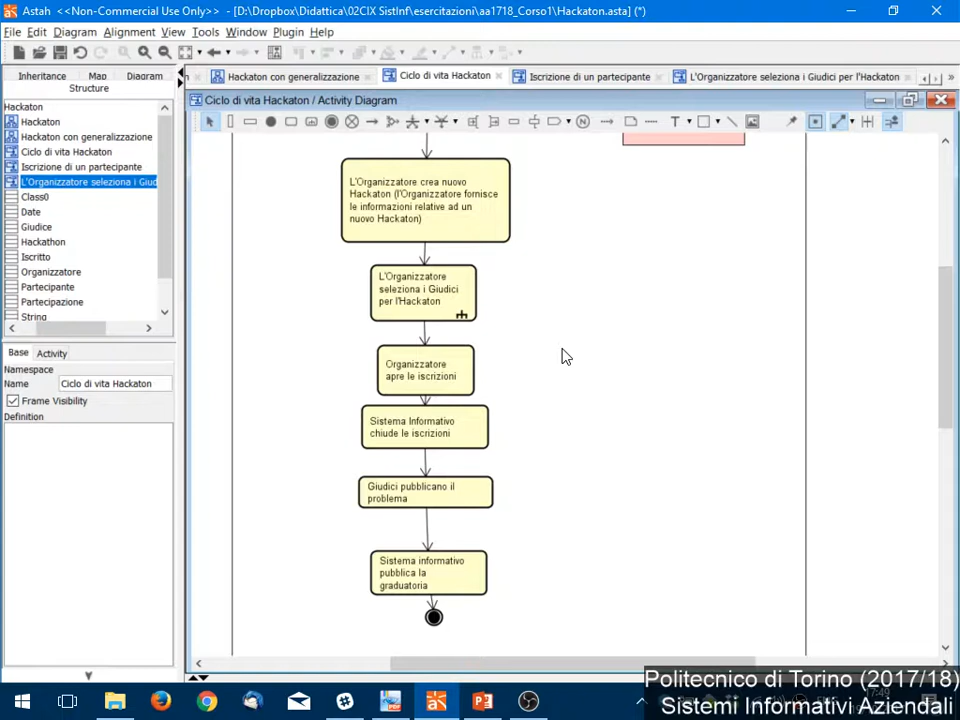 Astah <<Non-Commercial Use Only>> - [D:\Dropbox\Didattica\02CIX SistInf\esercitazioni\aa1718_Corso1\Hackaton.asta] (*)
File Edit Diagram Alignment View Tools Window Plugin Help
Inheritance Map Diagram
Structure
Hackaton con generalizzazione
Ciclo di vita Hackaton
Iscrizione di un partecipante
L'Organizzatore seleziona i Giudici per l'Hackaton
Hackaton
Hackaton
Hackaton con generalizzazione
Ciclo di vita Hackaton
Iscrizione di un partecipante
L'Organizzatore seleziona i Giud
Class0
Date
Giudice
Hackathon
Iscritto
Organizzatore
Partecipante
Partecipazione
String
Base Activity
Namespace
Name Ciclo di vita Hackaton
Frame Visibility
Definition
Ciclo di vita Hackaton / Activity Diagram
T
N
L'Organizzatore crea nuovo
Hackaton (l'Organizzatore fornisce
le informazioni relative ad un
nuovo Hackaton)
L'Organizzatore
seleziona i Giudici
per l'Hackaton
Organizzatore
apre le iscrizioni
Sistema Informativo
chiude le iscrizioni
Giudici pubblicano il
problema
Sistema informativo
pubblica la
graduatoria
Politecnico di Torino (2017/18)
Sistemi Informativi Aziendali